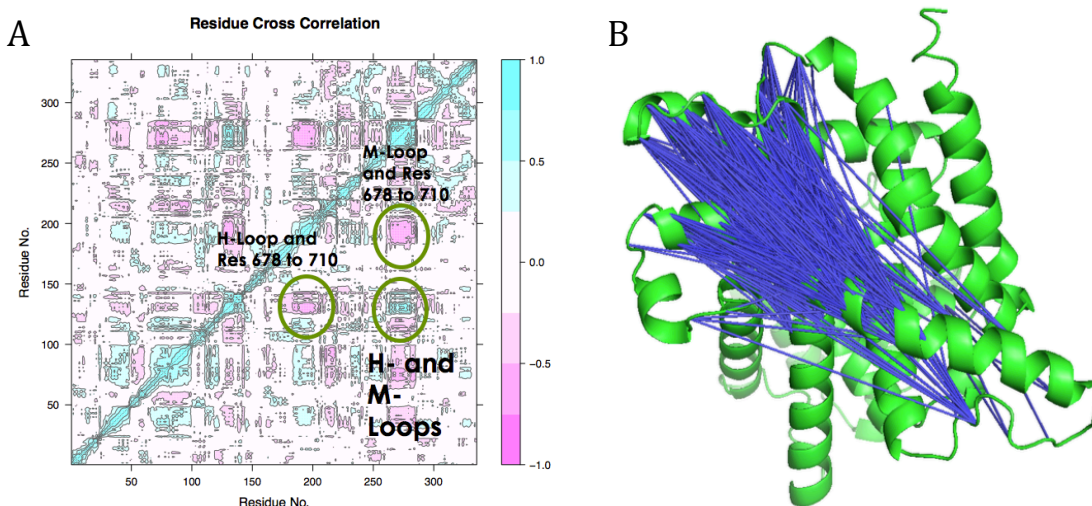 A
B
Residue Cross Correlation
Residue No.
300
250
200
150
100
50
50
100
150
200
250
300
Residue No.
1.0
0.5
0.0
−0.5
−1.0
M-Loop
and Res
678 to 710
H-Loop and
Res 678 to 710
H- and
M-
Loops